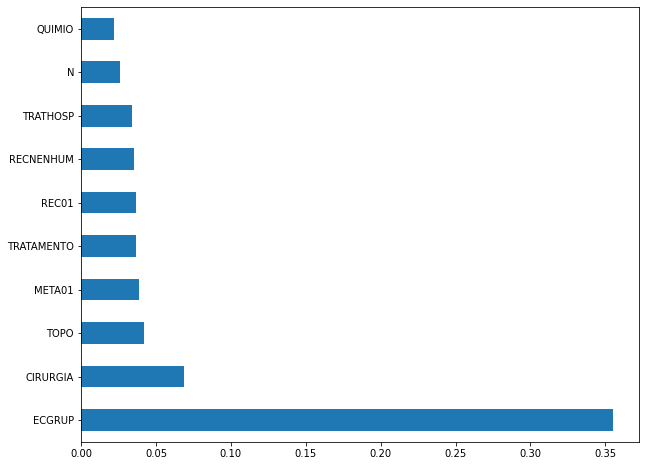 QUIMIO
N
TRATHOSP
RECNENHUM
REC01
TRATAMENTO
META01
TOPO
CIRURGIA
ECGRUP
0.00 0.05 0.10 0.15 0.20 0.25 0.30 0.35